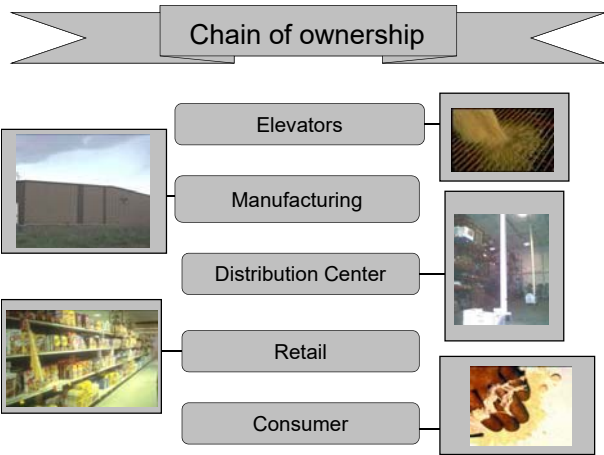 Chain of ownership
Elevators
Manufacturing
Distribution Center
Retail
Consumer